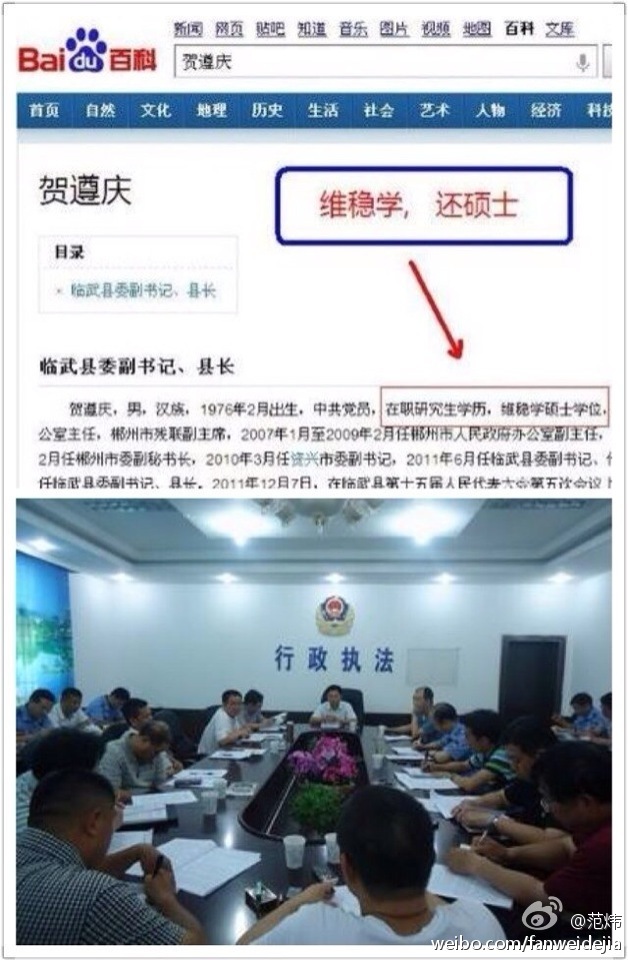 新闻 网页 贴吧 知道 音乐 图片 视频 地图 百科 文库
Baidu百科
贺遵庆
首页 自然 文化 地理 历史 生活 社会 艺术 人物 经济 科技
贺遵庆
维稳学, 还硕士
目录
临武县委副书记、县长
临武县委副书记、县长
贺遵庆，男，汉族，1976年2月出生，中共党员，在职研究生学历，维稳学硕士学位，
公室主任，郴州市残联副主席，2007年1月至2009年2月任郴州市人民政府办公室副主任，
2月任郴州市委副秘书长，2010年3月任资兴市委副书记，2011年6月任临武县委副书记、
任临武县委副书记、县长。2011年12月7日，在临武县第十五届人民代表大会第五次会议上
行政执法
@范炜
weibo.com/fanweidejia